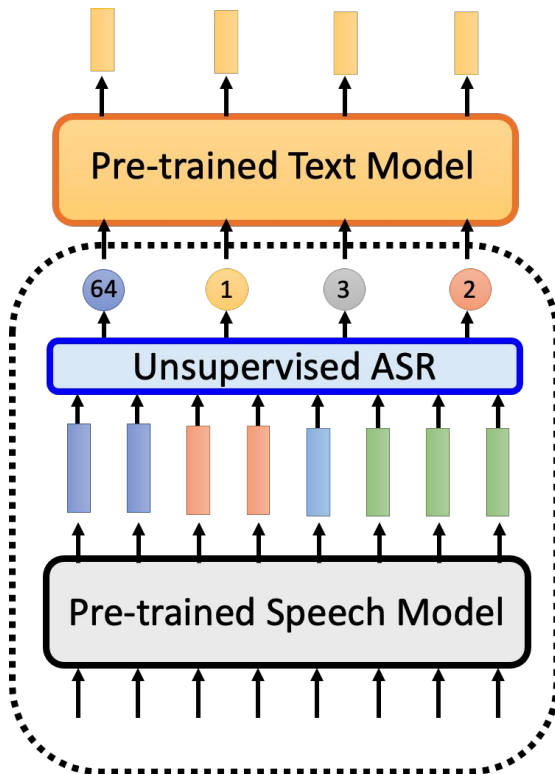 Pre-trained Text Model
64 1 3 2
Unsupervised ASR
Pre-trained Speech Model